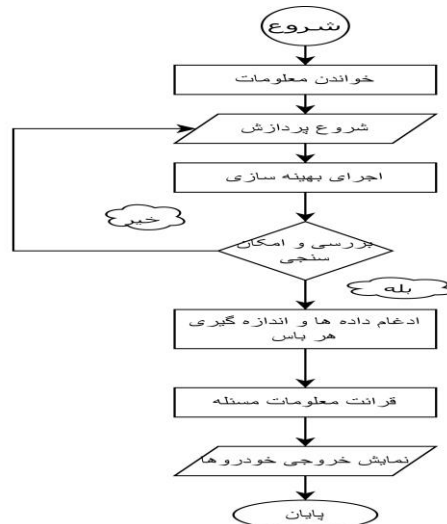 شروع
خواندن معلومات
شروع پردازش
اجرای بهینه سازی
خیر
بررسی و امکان
سنجی
بله
ادغام داده ها و اندازه گیری
هر باس
قرائت معلومات مسئله
نمایش خروجی خودروها
پایان